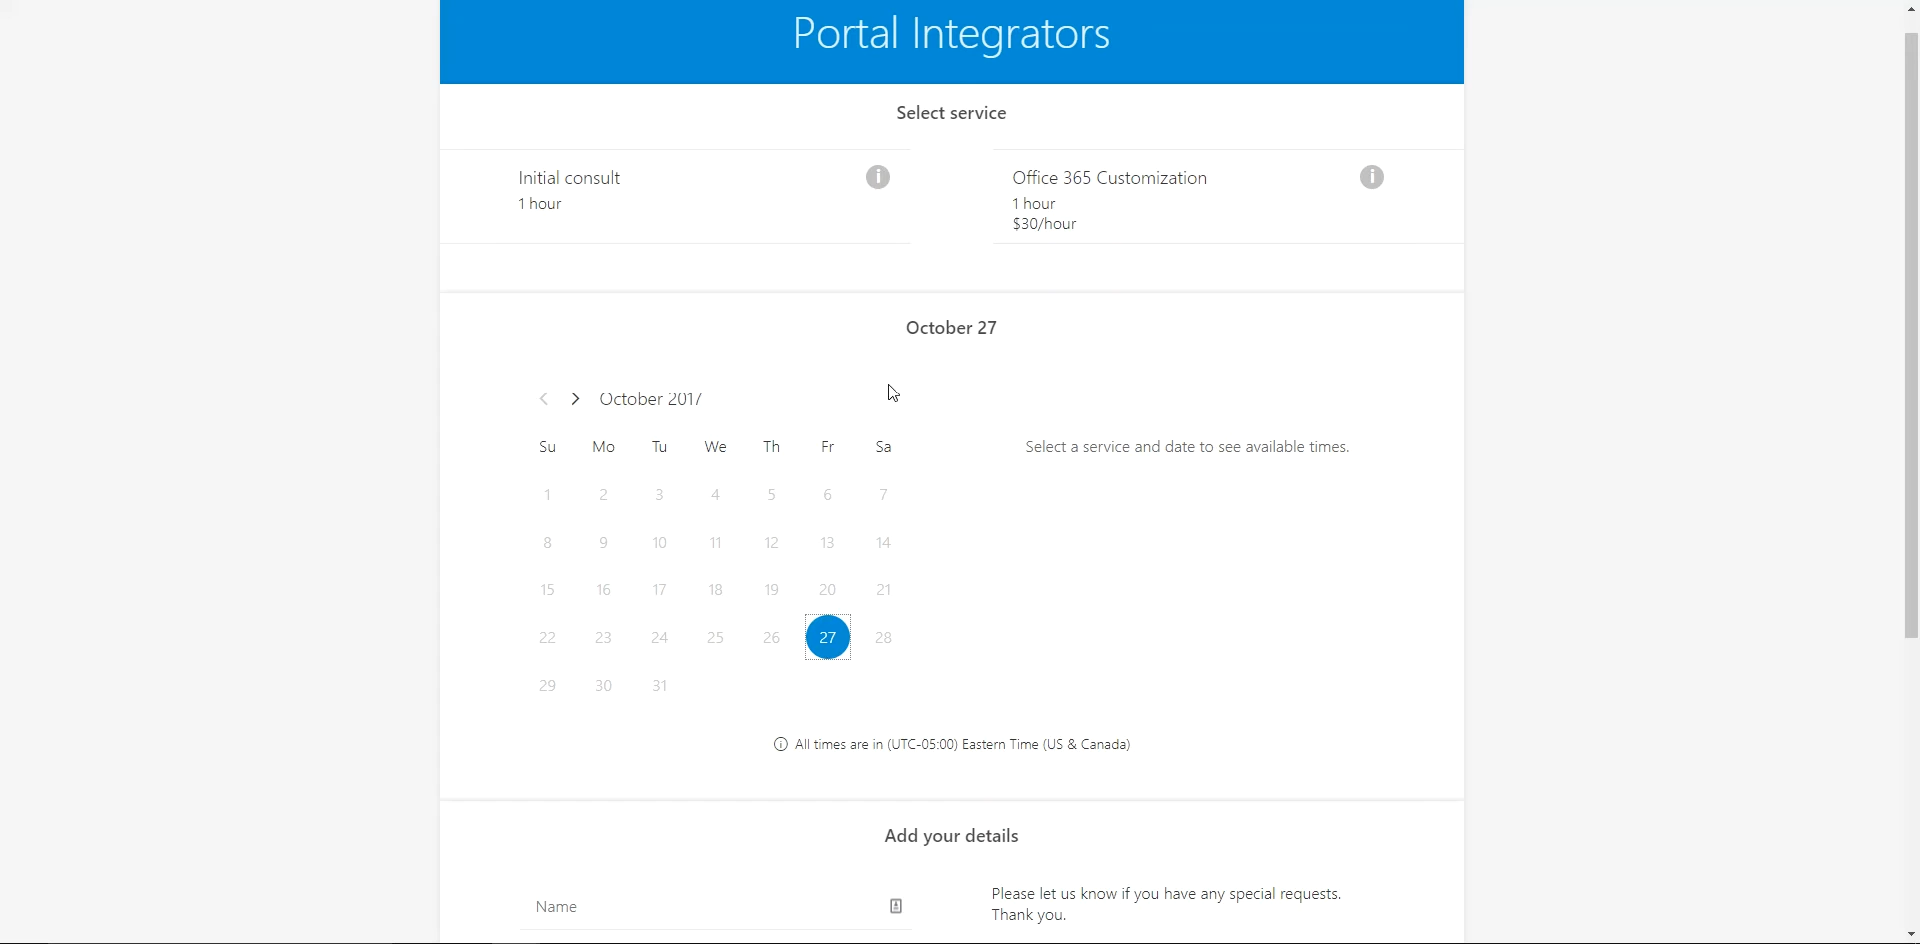 Portal Integrators
Select service
Initial consult
1 hour
Office 365 Customization
1 hour
$30/hour
October 27
October 2017
Su Mo Tu We Th Fr Sa
1 2 3 4 5 6 7
8 9 10 11 12 13 14
15 16 17 18 19 20 21
22 23 24 25 26 27 28
29 30 31
Select a service and date to see available times.
All times are in (UTC-05:00) Eastern Time (US & Canada)
Add your details
Name
Please let us know if you have any special requests.
Thank you.